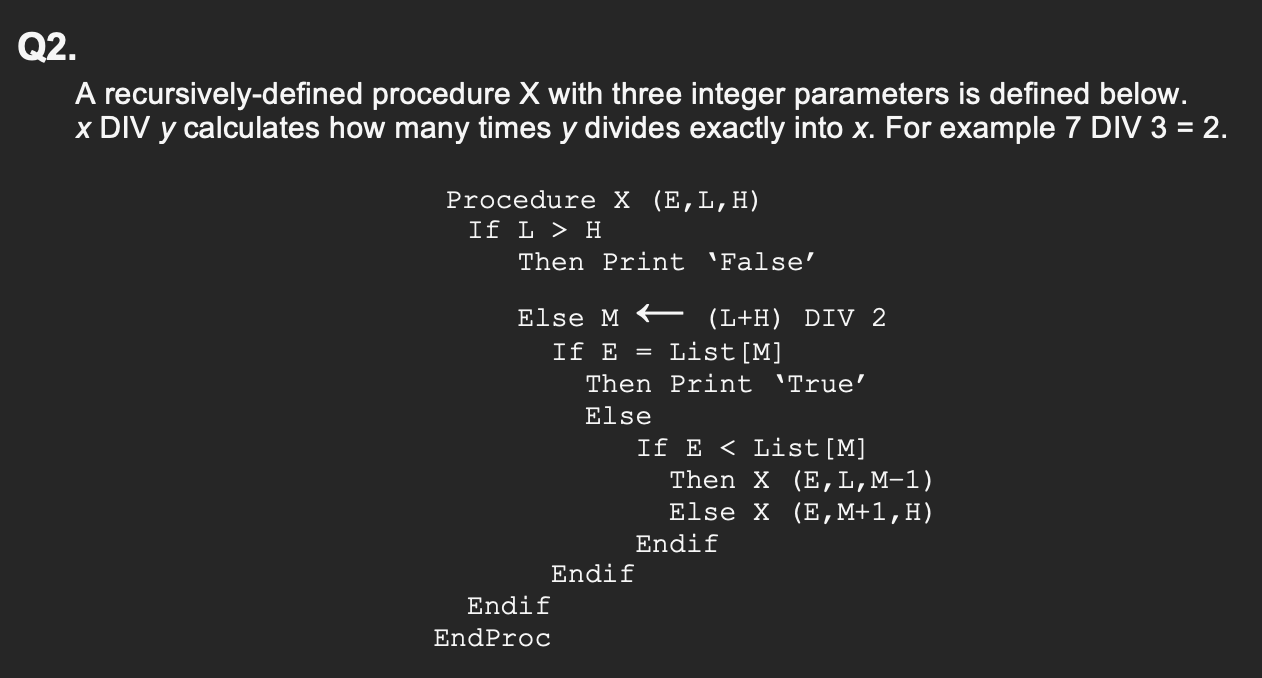 Q2.
A recursively-defined procedure X with three integer parameters is defined below.
x DIV y calculates how many times y divides exactly into x. For example 7 DIV 3 = 2.
Procedure X (E,L,H)
If L > H
Then Print ‛False’
Else M ← (L+H) DIV 2
If E = List[M]
Then Print ‛True’
Else
If E < List[M]
Then X (E,L,M−1)
Else X (E,M+1,H)
Endif
Endif
Endif
EndProc